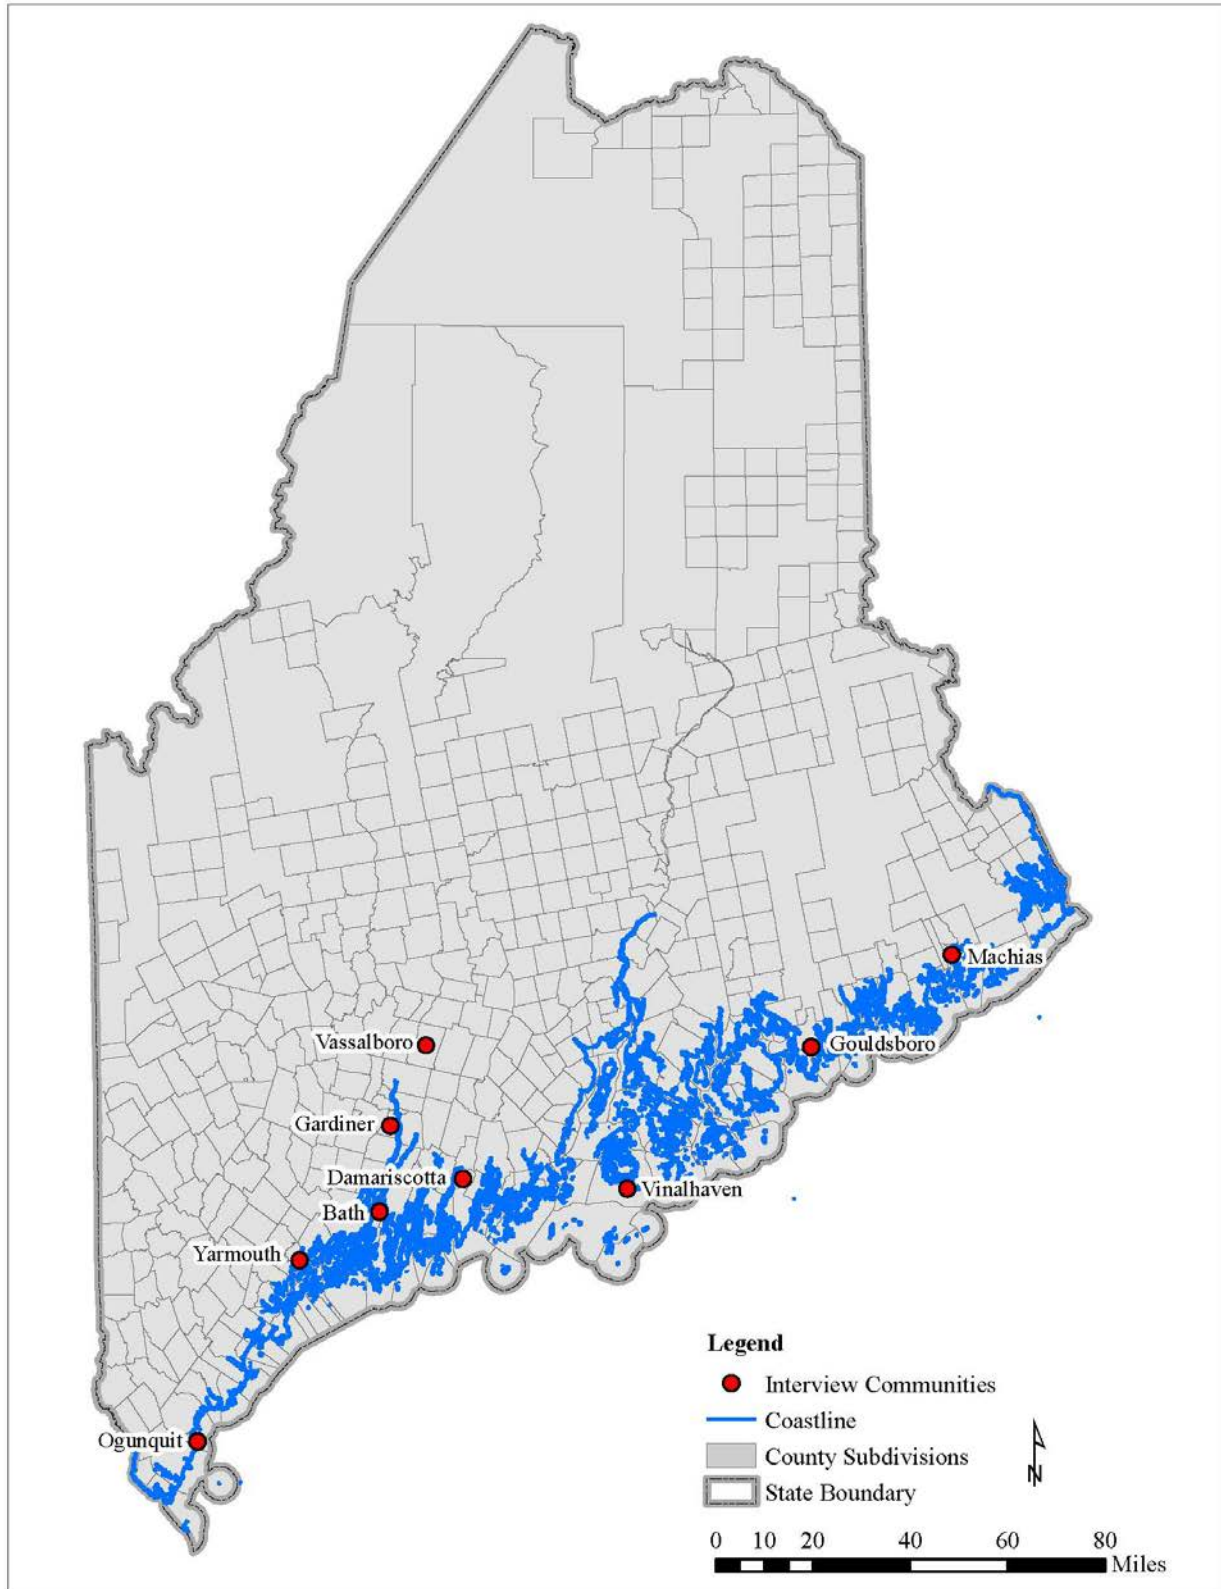 Machias
Vassalboro
Gouldsboro
Gardiner
Damariscotta
Vinalhaven
Bath
Yarmouth
Ogunquit
Legend
Interview Communities
Coastline
County Subdivisions
State Boundary
N
0 10 20 40 60 80
Miles